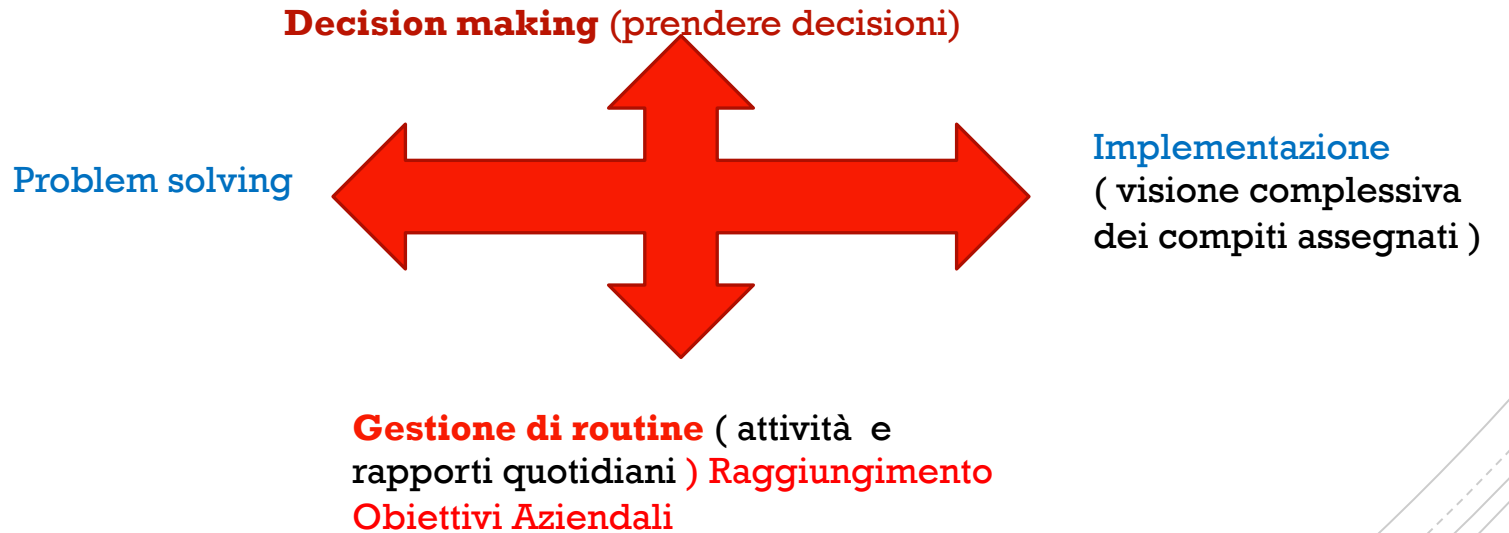 Decision making (prendere decisioni)
Problem solving
Implementazione
( visione complessiva
dei compiti assegnati )
Gestione di routine ( attività e
rapporti quotidiani ) Raggiungimento
Obiettivi Aziendali